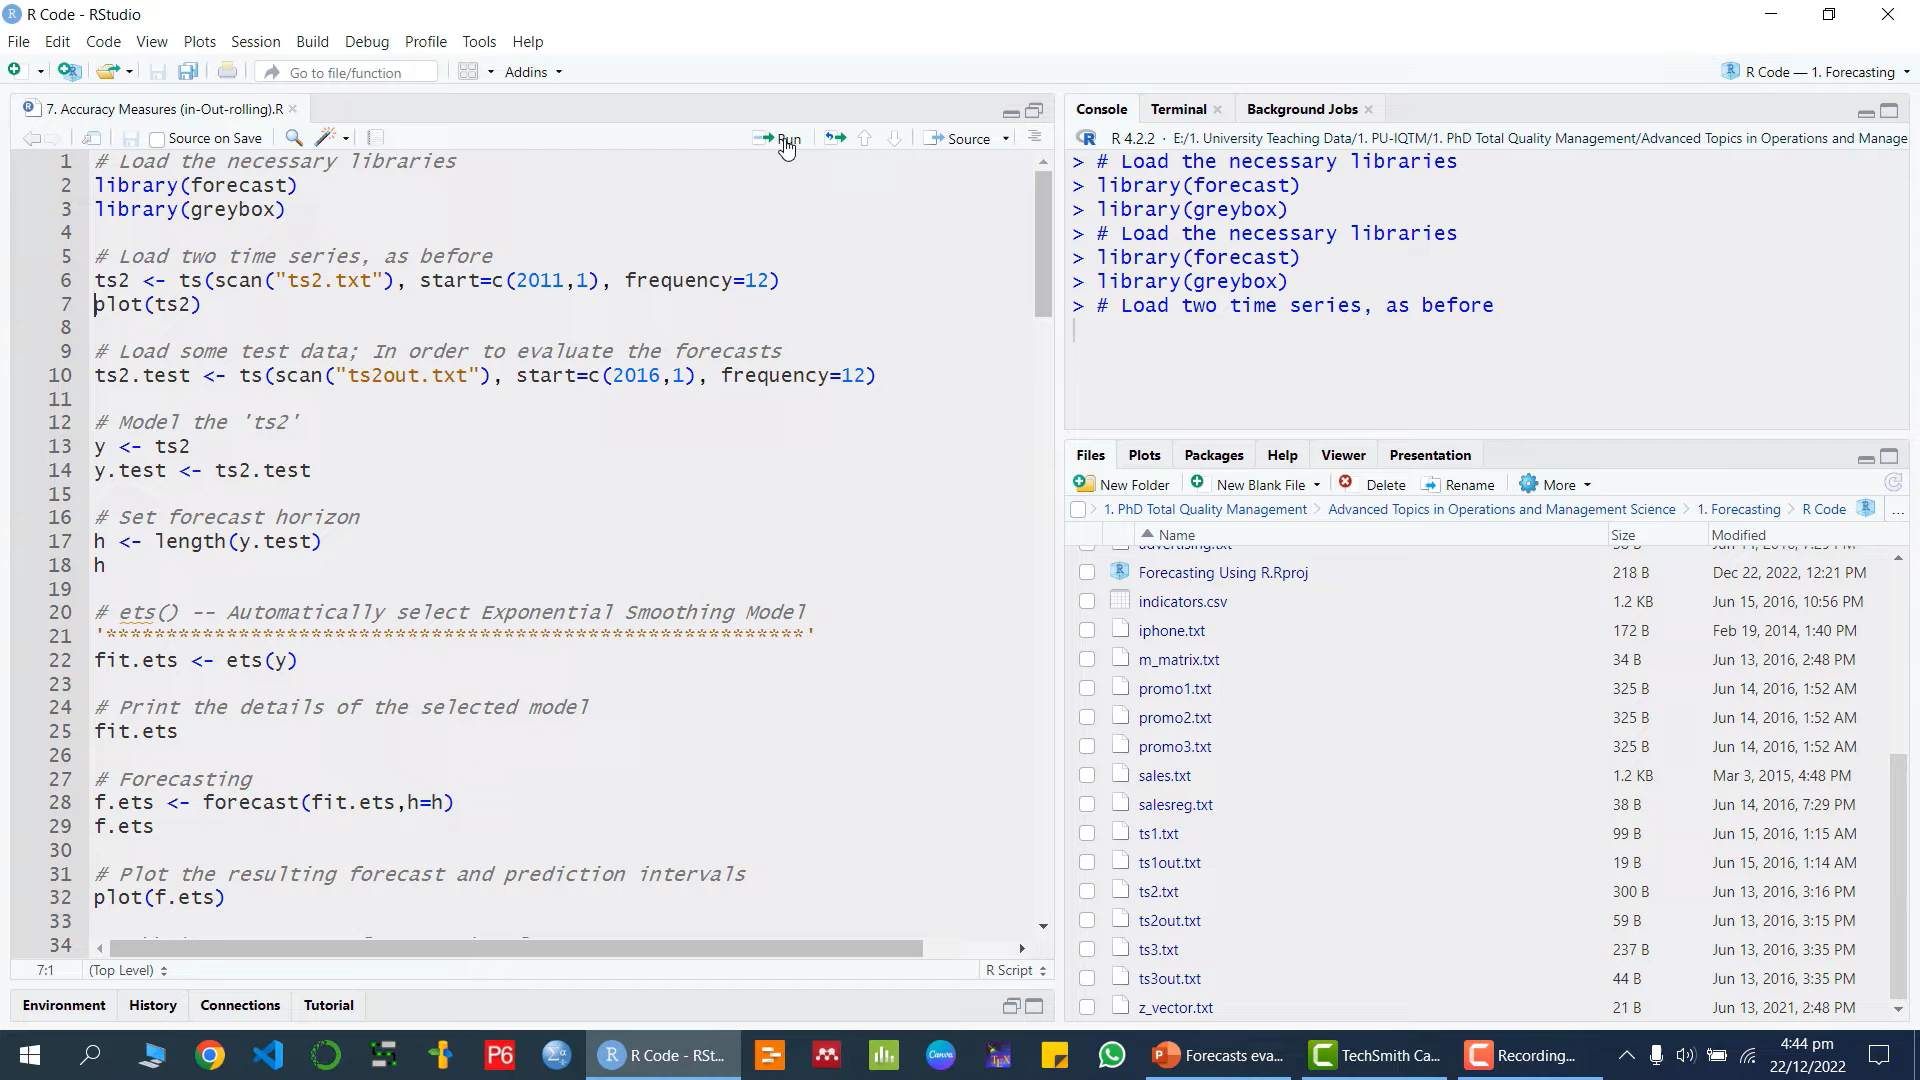 R Code - RStudio
File Edit Code View Plots Session Build Debug Profile Tools Help
Go to file/function Addins R Code — 1. Forecasting
7. Accuracy Measures (in-Out-rolling).R
Source on Save Run Source
1 # Load the necessary libraries
2 library(forecast)
3 library(greybox)
4
5 # Load two time series, as before
6 ts2 <- ts(scan("ts2.txt"), start=c(2011,1), frequency=12)
7 plot(ts2)
8
9 # Load some test data; In order to evaluate the forecasts
10 ts2.test <- ts(scan("ts2out.txt"), start=c(2016,1), frequency=12)
11
12 # Model the 'ts2'
13 y <- ts2
14 y.test <- ts2.test
15
16 # Set forecast horizon
17 h <- length(y.test)
18 h
19
20 # ets() -- Automatically select Exponential Smoothing Model
21 '**********************************************************'
22 fit.ets <- ets(y)
23
24 # Print the details of the selected model
25 fit.ets
26
27 # Forecasting
28 f.ets <- forecast(fit.ets,h=h)
29 f.ets
30
31 # Plot the resulting forecast and prediction intervals
32 plot(f.ets)
33
34
7:1 (Top Level) R Script
Environment History Connections Tutorial
Console Terminal Background Jobs
R 4.2.2 · E:/1. University Teaching Data/1. PU-IQTM/1. PhD Total Quality Management/Advanced Topics in Operations and Manage
> # Load the necessary libraries
> library(forecast)
> library(greybox)
> # Load the necessary libraries
> library(forecast)
> library(greybox)
> # Load two time series, as before
Files Plots Packages Help Viewer Presentation
New Folder New Blank File Delete Rename More
1. PhD Total Quality Management Advanced Topics in Operations and Management Science 1. Forecasting R Code ...
Name Size Modified
advertising.txt
Forecasting Using R.Rproj 218 B Dec 22, 2022, 12:21 PM
indicators.csv 1.2 KB Jun 15, 2016, 10:56 PM
iphone.txt 172 B Feb 19, 2014, 1:40 PM
m_matrix.txt 34 B Jun 13, 2016, 2:48 PM
promo1.txt 325 B Jun 14, 2016, 1:52 AM
promo2.txt 325 B Jun 14, 2016, 1:52 AM
promo3.txt 325 B Jun 14, 2016, 1:52 AM
sales.txt 1.2 KB Mar 3, 2015, 4:48 PM
salesreg.txt 38 B Jun 14, 2016, 7:29 PM
ts1.txt 99 B Jun 15, 2016, 1:15 AM
ts1out.txt 19 B Jun 15, 2016, 1:14 AM
ts2.txt 300 B Jun 13, 2016, 3:16 PM
ts2out.txt 59 B Jun 13, 2016, 3:15 PM
ts3.txt 237 B Jun 13, 2016, 3:35 PM
ts3out.txt 44 B Jun 13, 2016, 3:35 PM
z_vector.txt 21 B Jun 13, 2021, 2:48 PM
P6 R Code - RSt... Canva TEX Forecasts eva... TechSmith Ca... Recording... 4:44 pm
22/12/2022